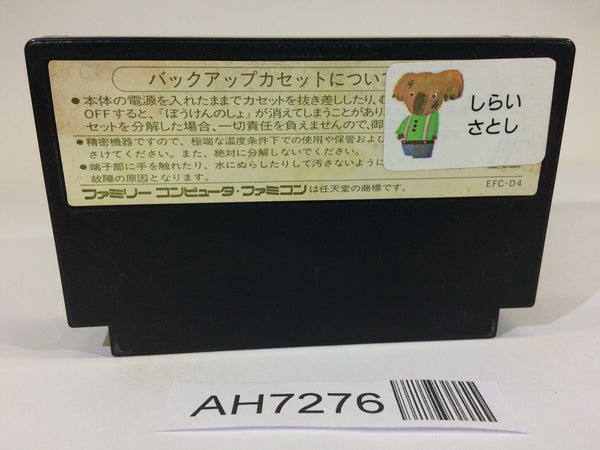 バックアップカセットについて
●本体の電源を入れたままでカセットを抜き差ししたり、む
OFFすると、『ぼうけんのしょ』が消えてしまうことがあり
セットを分解した場合、一切責任を負えませんので、御
●精密機器ですので、極端な温度条件下での使用や保管および
さけてください。また、絶対に分解しないでください。
●端子部に手を触れたり、水にぬらしたりして汚さないように
故障の原因となります。
ファミリーコンピュータ・ファミコンは任天堂の商標です。
EFC-D4
しらい
さとし
AH7276